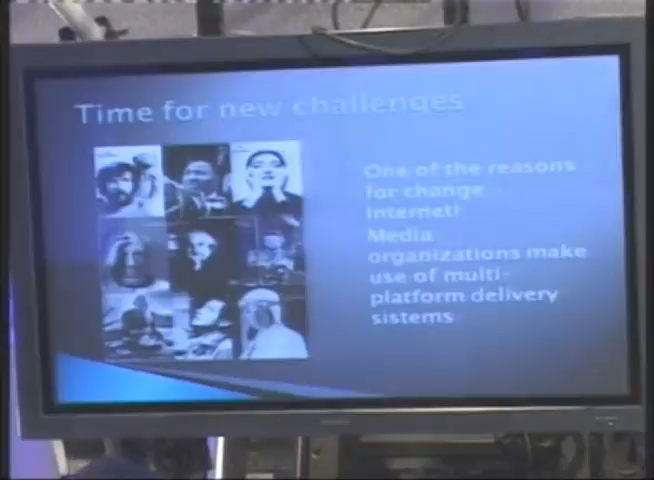 Time for new challenges
One of the reasons
for change -
Internet!
Media
organizations make
use of multi-
platform delivery
sistems